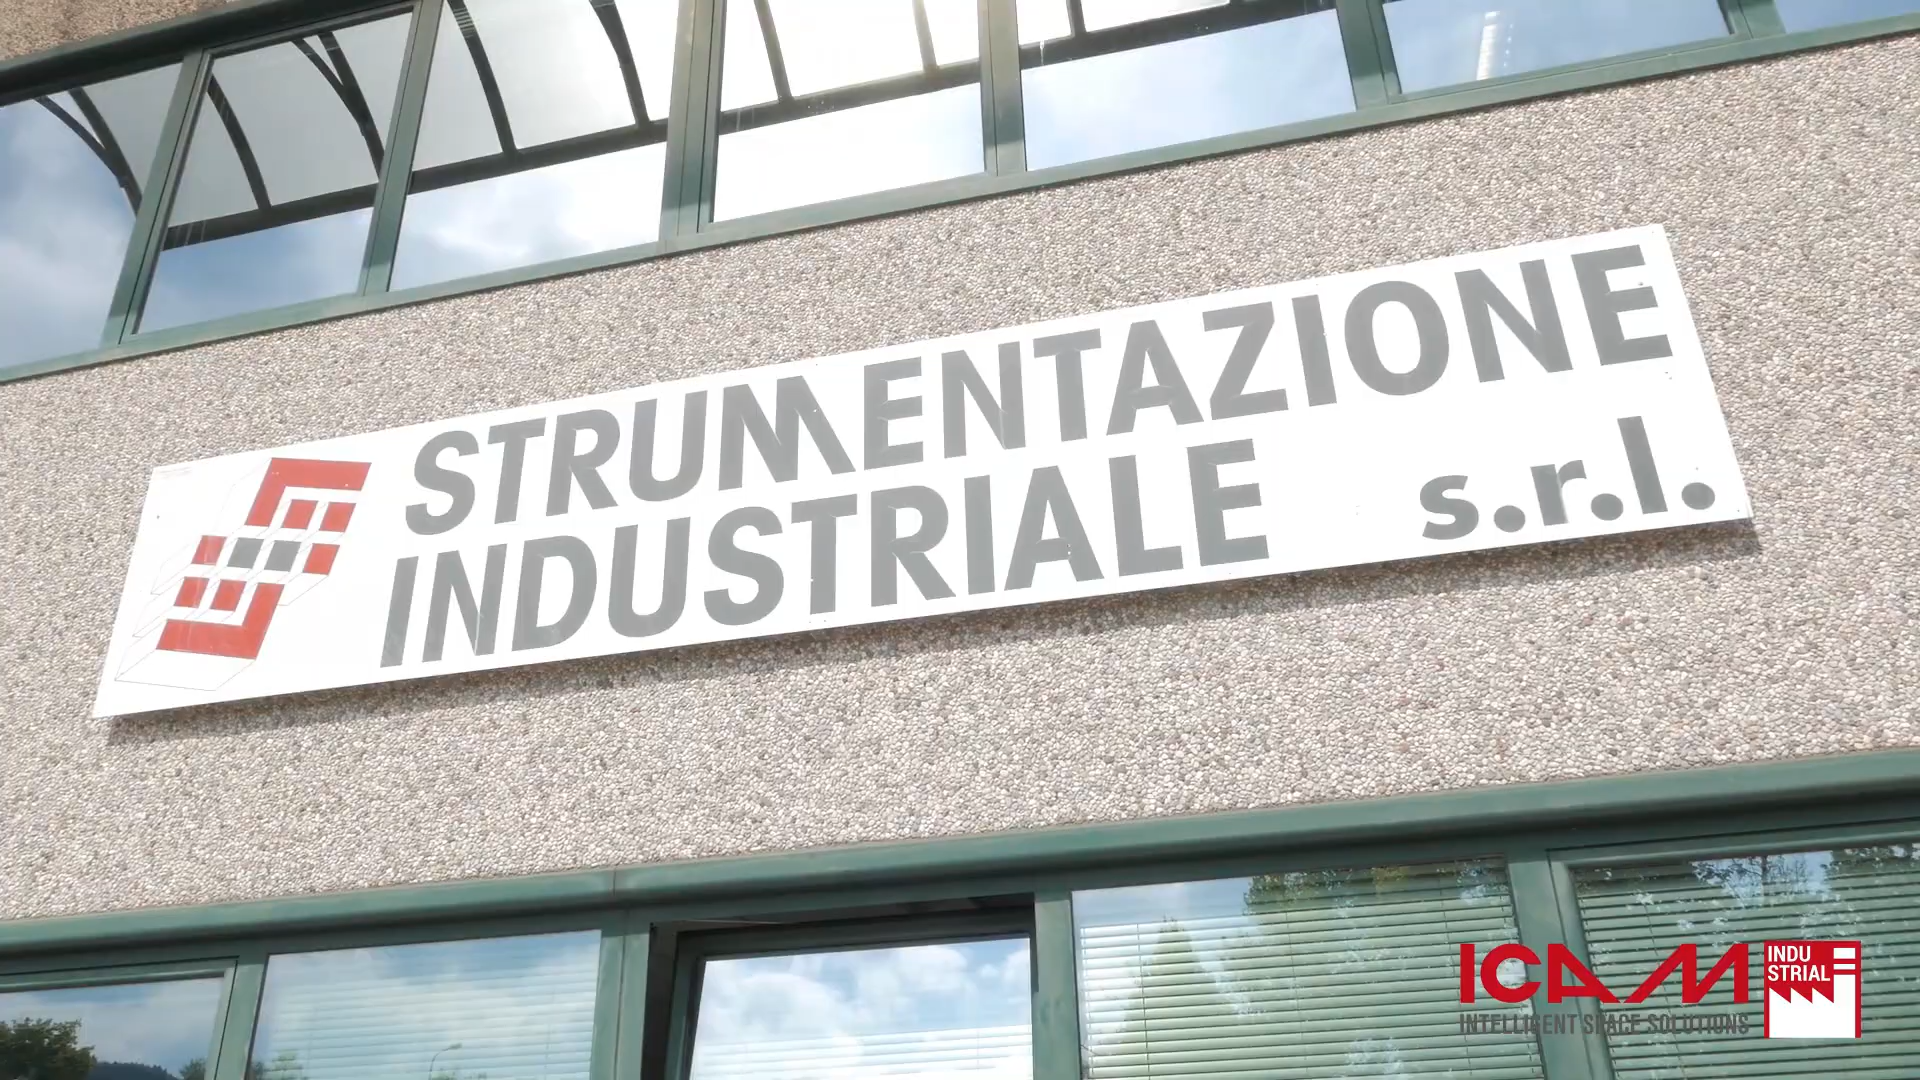 STRUMENTAZIONE
INDUSTRIALE s.r.l.
ICAM
INTELLIGENT SPACE SOLUTIONS
INDU
STRIAL